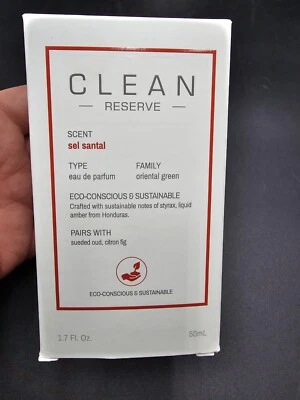 CLEAN
— RESERVE —
SCENT
sel santal
TYPE FAMILY
eau de parfum oriental green
ECO-CONSCIOUS & SUSTAINABLE
Crafted with sustainable notes of styrax, liquid
amber from Honduras.
PAIRS WITH
sueded oud, citron fig
ECO-CONSCIOUS & SUSTAINABLE
1.7 Fl. Oz. 50mL